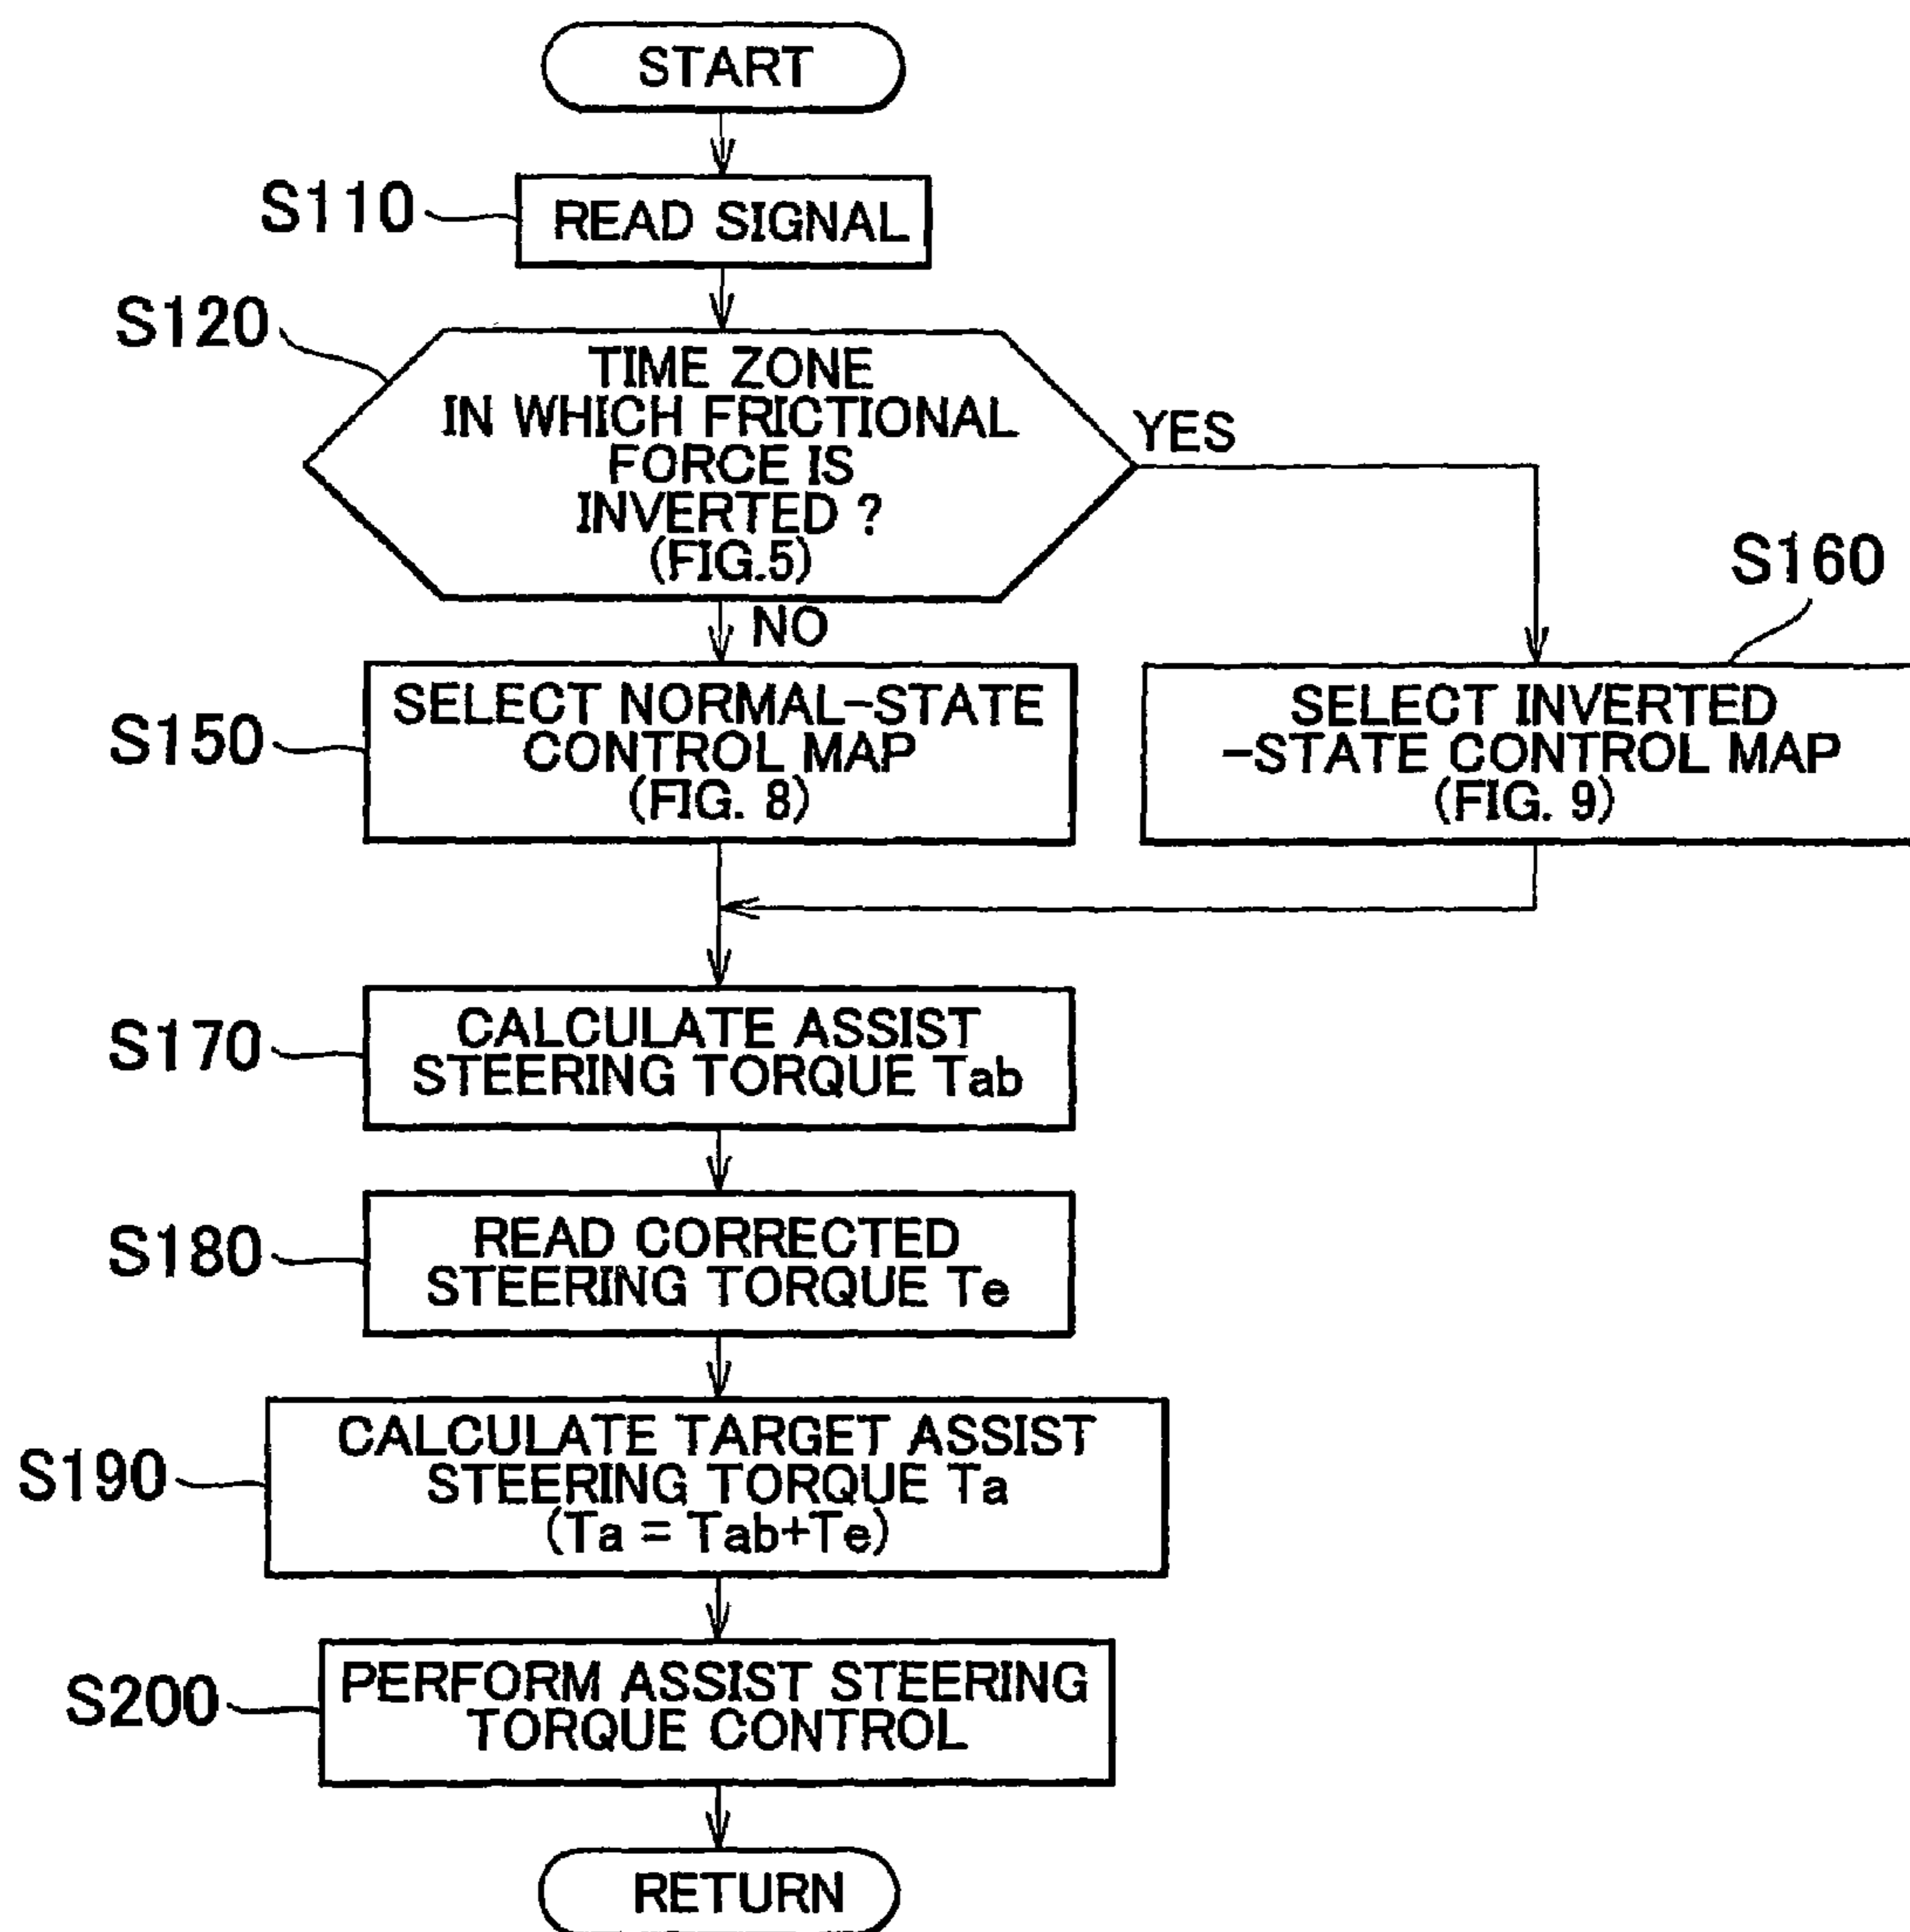 START
S110
READ SIGNAL
S120
TIME ZONE
IN WHICH FRICTIONAL
FORCE IS
INVERTED ?
(FIG.5)
YES
NO
S150
SELECT NORMAL-STATE
CONTROL MAP
(FIG. 8)
S160
SELECT INVERTED
-STATE CONTROL MAP
(FIG. 9)
S170
CALCULATE ASSIST
STEERING TORQUE Tab
S180
READ CORRECTED
STEERING TORQUE Te
S190
CALCULATE TARGET ASSIST
STEERING TORQUE Ta
(Ta = Tab+Te)
S200
PERFORM ASSIST STEERING
TORQUE CONTROL
RETURN